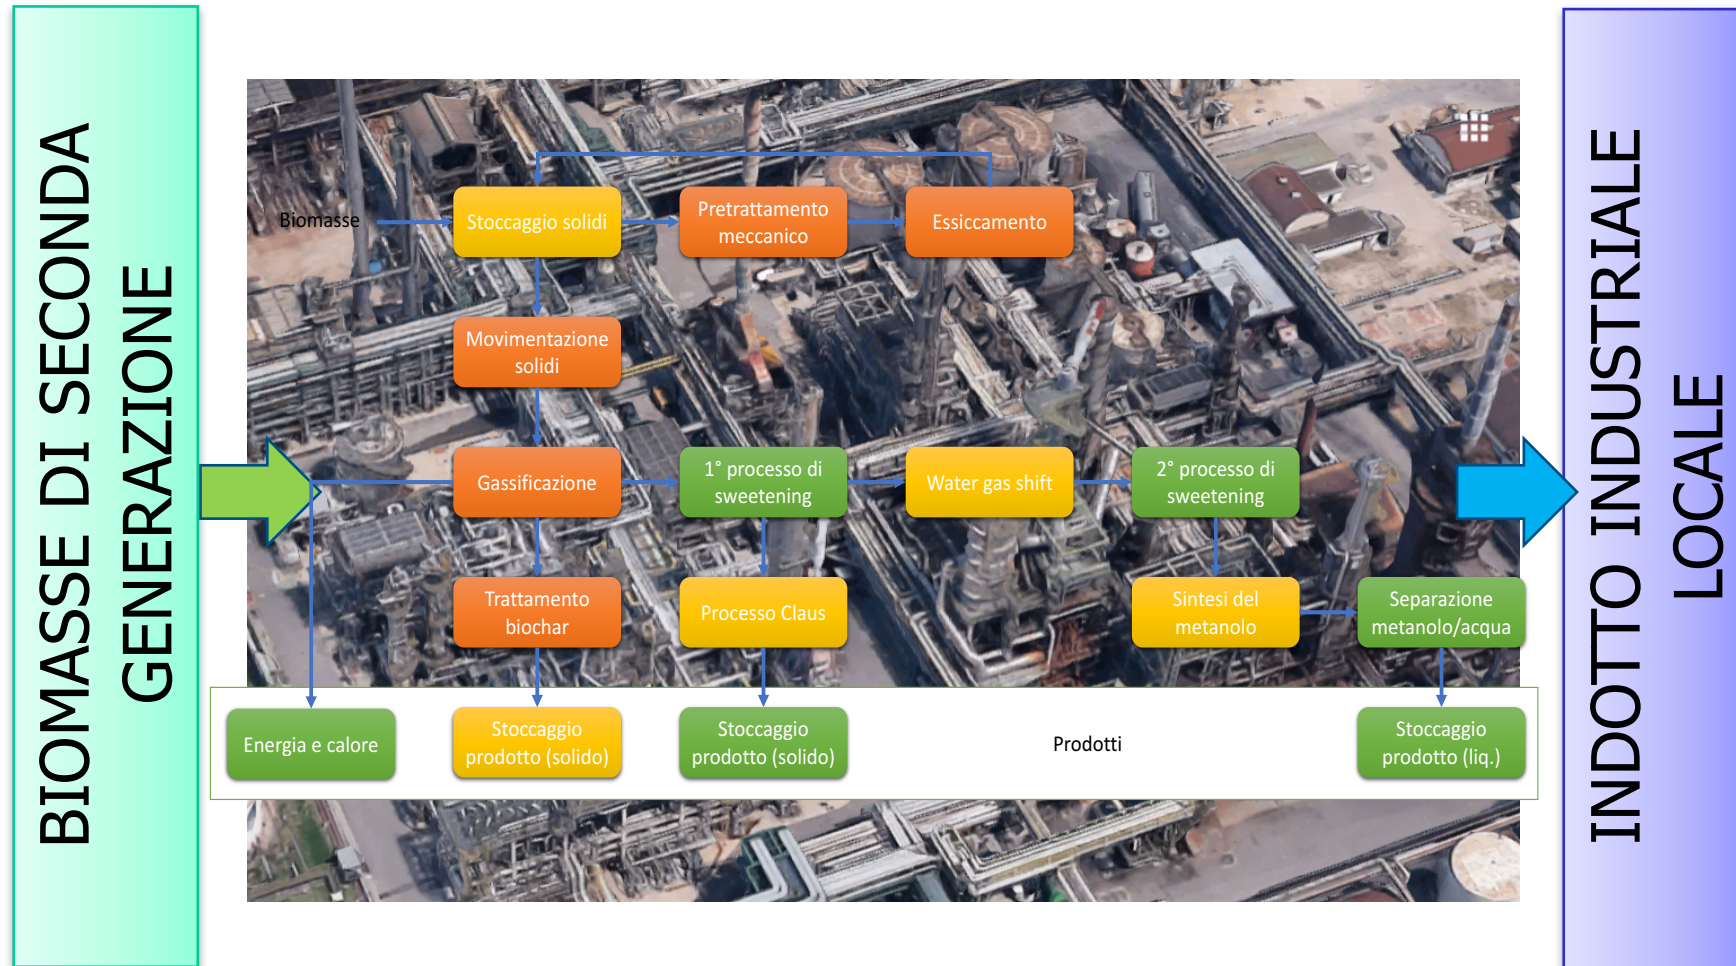 BIOMASSE DI SECONDA
GENERAZIONE
Biomasse
Stoccaggio solidi
Pretrattamento
meccanico
Essiccamento
Movimentazione
solidi
Gassificazione
1° processo di
sweetening
Water gas shift
2° processo di
sweetening
Trattamento
biochar
Processo Claus
Sintesi del
metanolo
Separazione
metanolo/acqua
Energia e calore
Stoccaggio
prodotto (solido)
Stoccaggio
prodotto (solido)
Prodotti
Stoccaggio
prodotto (liq.)
INDOTTO INDUSTRIALE
LOCALE